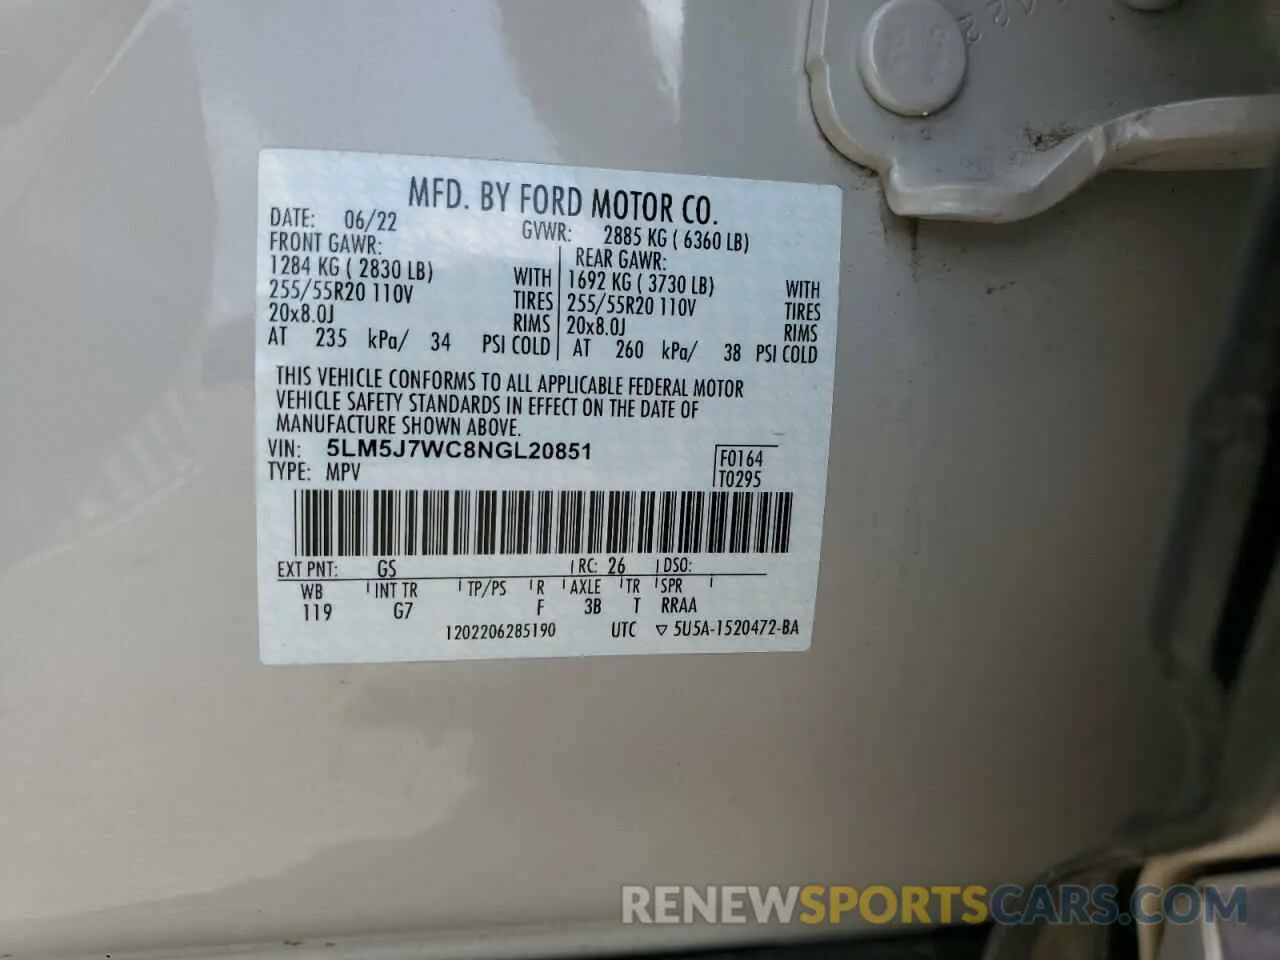 MFD. BY FORD MOTOR CO.
DATE: 06/22 GVWR: 2885 KG ( 6360 LB)
FRONT GAWR: REAR GAWR:
1284 KG ( 2830 LB) WITH 1692 KG ( 3730 LB) WITH
255/55R20 110V TIRES 255/55R20 110V TIRES
20x8.0J RIMS 20x8.0J RIMS
AT 235 kPa/ 34 PSI COLD AT 260 kPa/ 38 PSI COLD
THIS VEHICLE CONFORMS TO ALL APPLICABLE FEDERAL MOTOR
VEHICLE SAFETY STANDARDS IN EFFECT ON THE DATE OF
MANUFACTURE SHOWN ABOVE.
VIN: 5LM5J7WC8NGL20851 F0164
TYPE: MPV T0295
EXT PNT: GS RC: 26 DSO:
WB INT TR TP/PS R AXLE TR SPR
119 G7 F 3B T RRAA
1202206285190 UTC ▽ 5U5A-1520472-BA
RENEWSPORTSCARS.COM